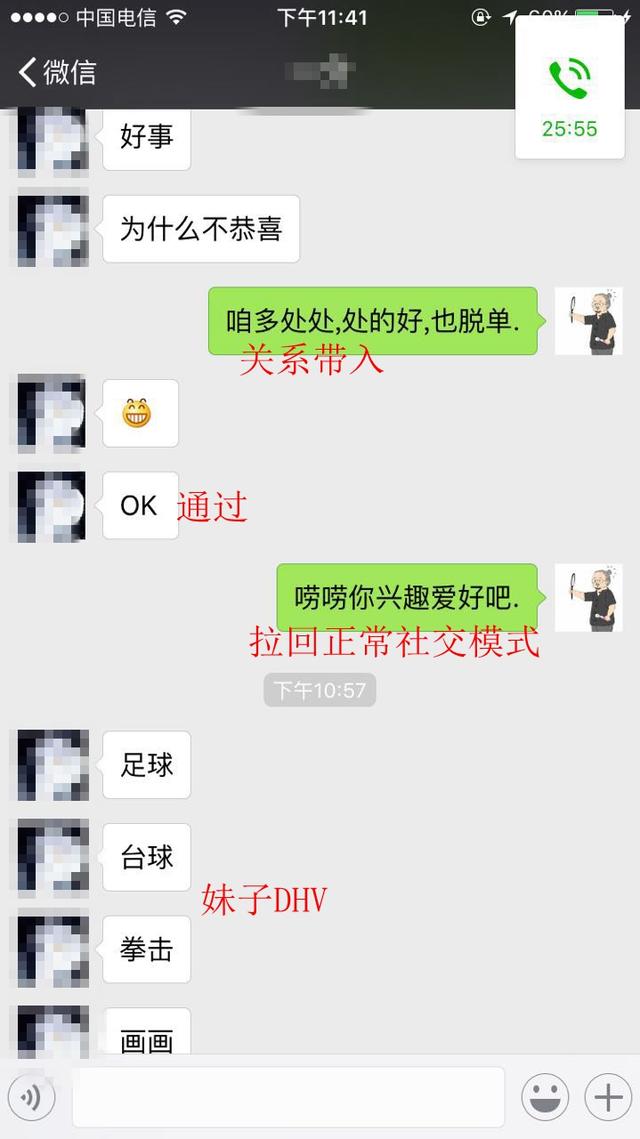 中国电信
下午11:41
微信
25:55
好事
为什么不恭喜
咱多处处,处的好,也脱单.
关系带入
OK
通过
唠唠你兴趣爱好吧.
拉回正常社交模式
下午10:57
足球
台球
妹子DHV
拳击
画画